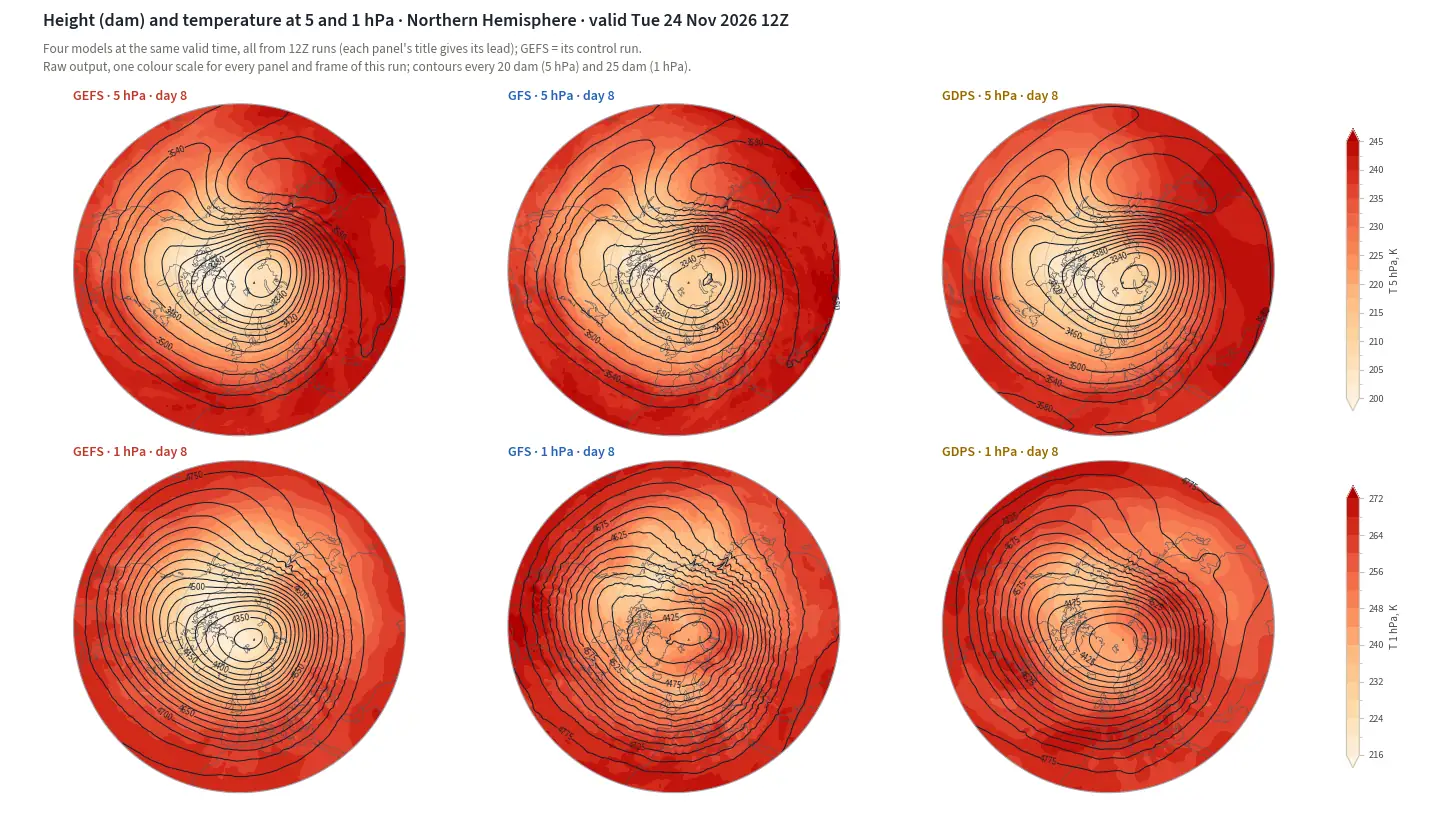 Height (dam) and temperature at 5 and 1 hPa · Northern Hemisphere · valid Tue 24 Nov 2026 12Z
Four models at the same valid time, all from 12Z runs (each panel's title gives its lead); GEFS = its control run.
Raw output, one colour scale for every panel and frame of this run; contours every 20 dam (5 hPa) and 25 dam (1 hPa).
GEFS · 5 hPa · day 8
GFS · 5 hPa · day 8
GDPS · 5 hPa · day 8
245
240
235
230
225
220
215
210
205
200
T 5 hPa, K
GEFS · 1 hPa · day 8
GFS · 1 hPa · day 8
GDPS · 1 hPa · day 8
272
264
256
248
240
232
224
216
T 1 hPa, K